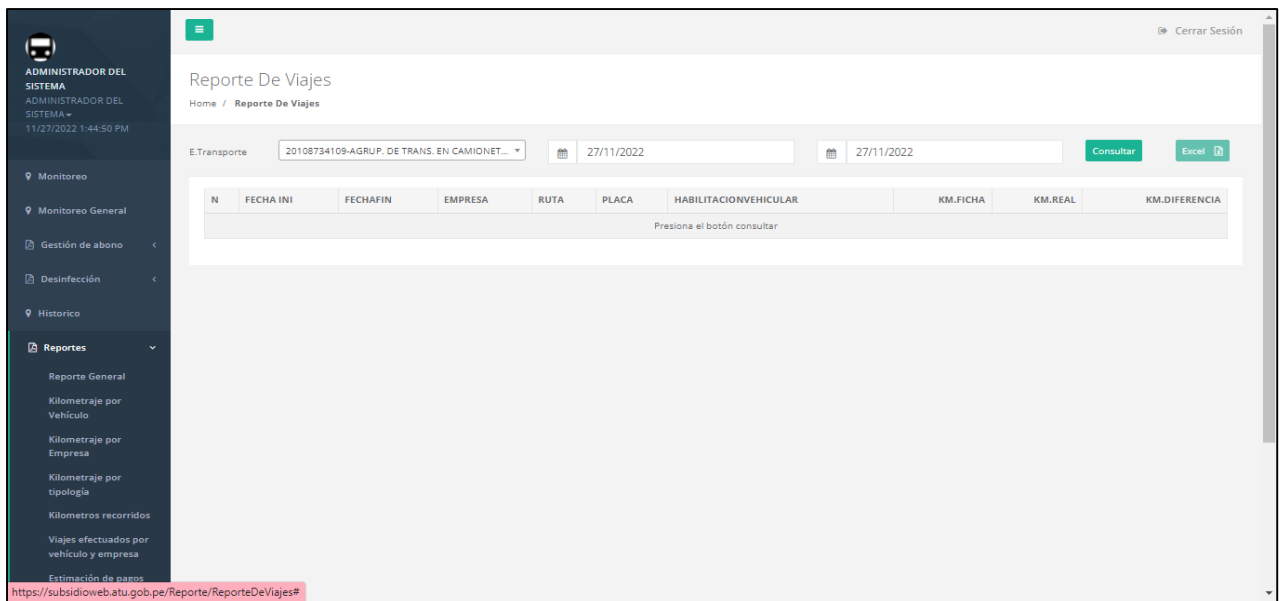 Cerrar Sesión
ADMINISTRADOR DEL
SISTEMA
ADMINISTRADOR DEL
SISTEMA
11/27/2022 1:44:50 PM
Monitoreo
Monitoreo General
Gestión de abono
Desinfección
Historico
Reportes
Reporte General
Kilometraje por
Vehículo
Kilometraje por
Empresa
Kilometraje por
tipología
Kilometros recorridos
Viajes efectuados por
vehículo y empresa
Estimación de pagos
https://subsidioweb.atu.gob.pe/Reporte/ReporteDeViajes#
Reporte De Viajes
Home / Reporte De Viajes
E.Transporte 20108734109-AGRUP. DE TRANS. EN CAMIONET... 27/11/2022 27/11/2022 Consultar Excel
N FECHA INI FECHAFIN EMPRESA RUTA PLACA HABILITACIONVEHICULAR KM.FICHA KM.REAL KM.DIFERENCIA
Presiona el botón consultar